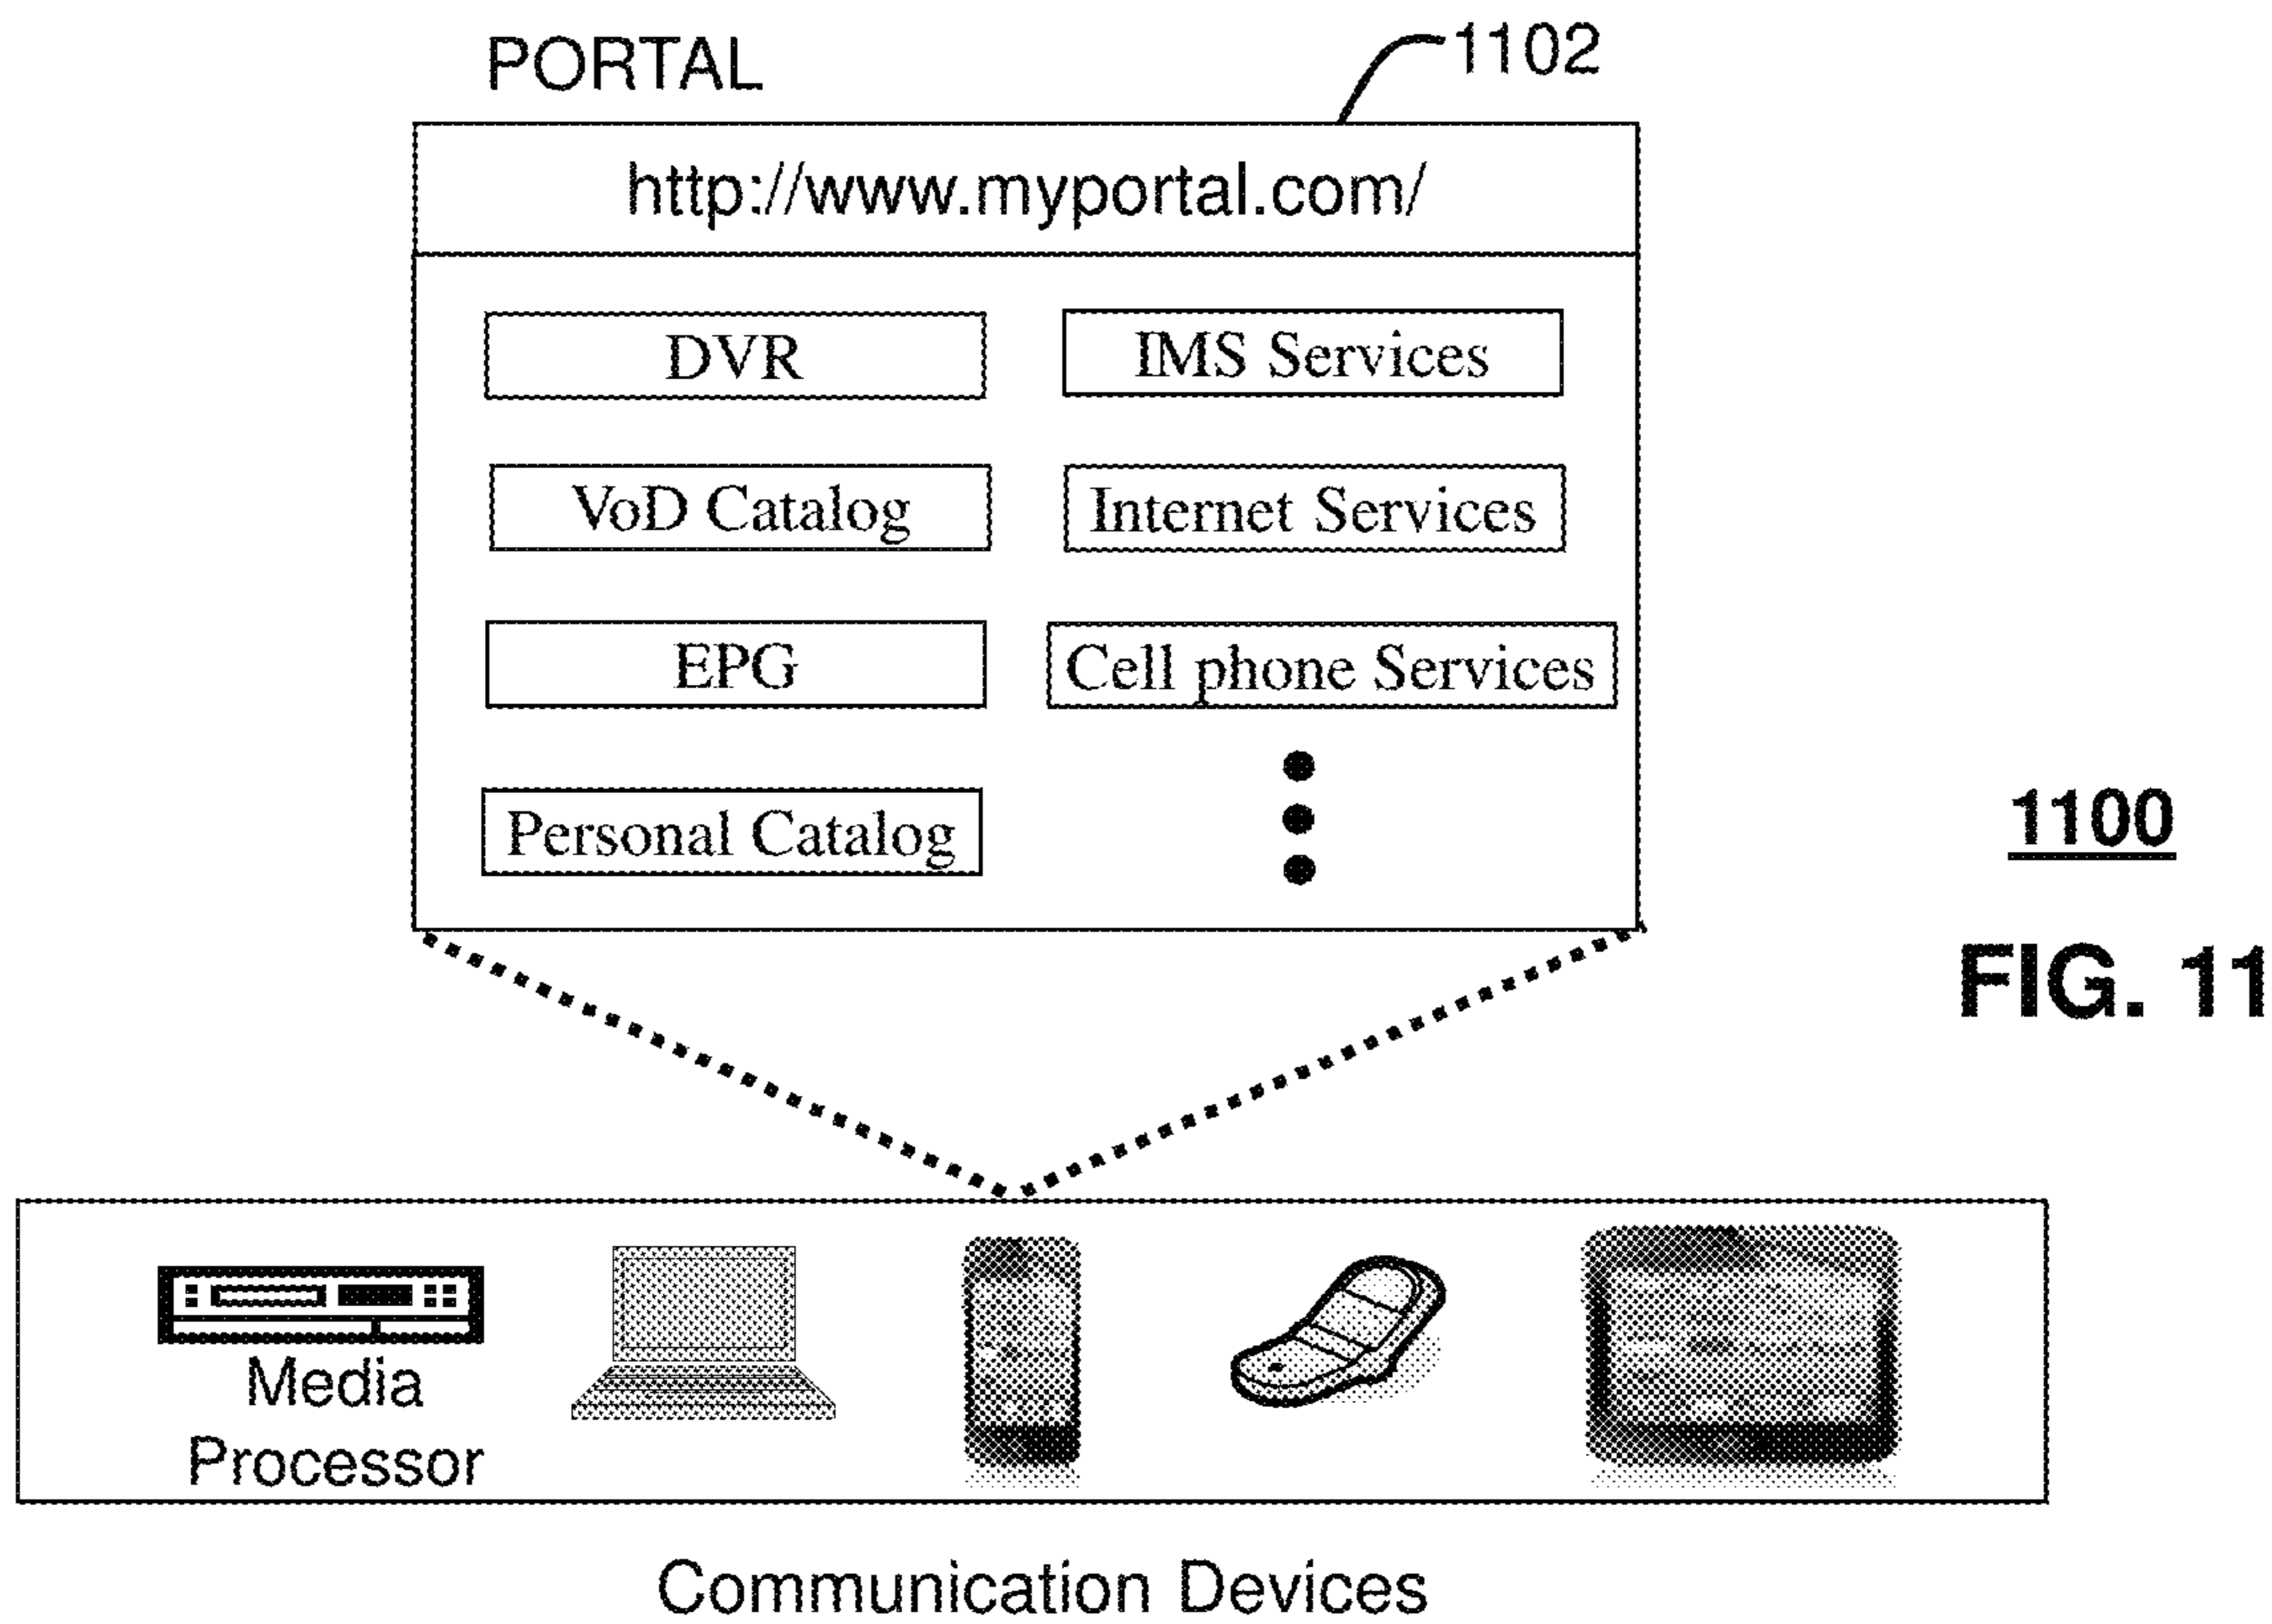 PORTAL
1102
http://www.myportal.com/
DVR
IMS Services
VoD Catalog
Internet Services
EPG
Cell phone Services
Personal Catalog
1100
FIG. 11
Media
Processor
Communication Devices